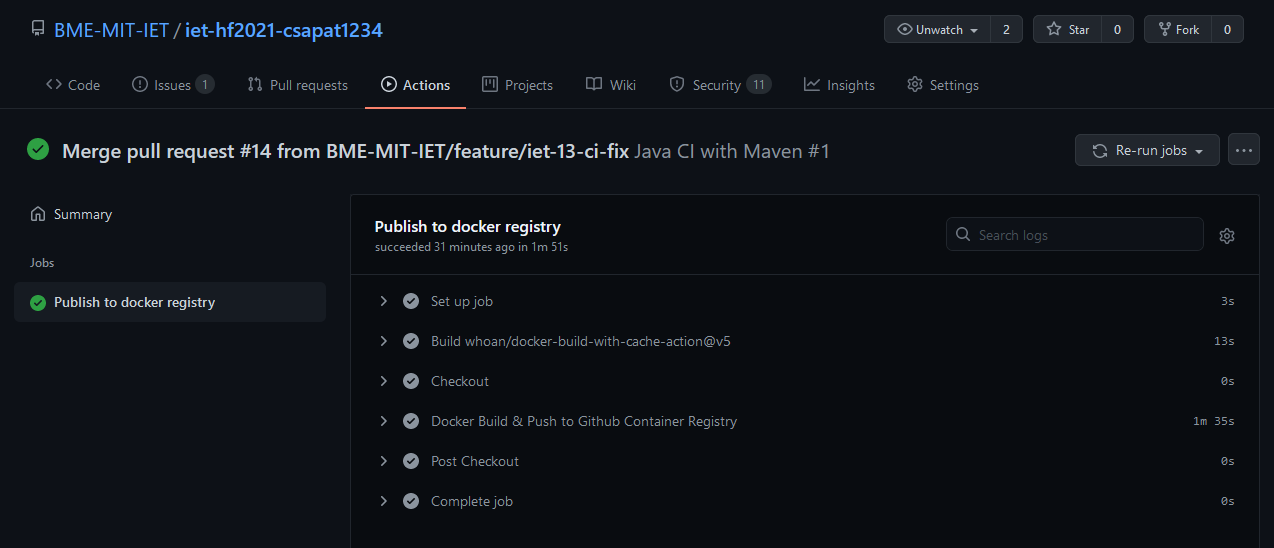 BME-MIT-IET / iet-hf2021-csapat1234
Unwatch 2 Star 0 Fork 0
Code Issues 1 Pull requests Actions Projects Wiki Security 11 Insights Settings
Merge pull request #14 from BME-MIT-IET/feature/iet-13-ci-fix Java CI with Maven #1
Re-run jobs
Summary
Jobs
Publish to docker registry
Publish to docker registry
succeeded 31 minutes ago in 1m 51s
Search logs
Set up job 3s
Build whoan/docker-build-with-cache-action@v5 13s
Checkout 0s
Docker Build & Push to Github Container Registry 1m 35s
Post Checkout 0s
Complete job 0s